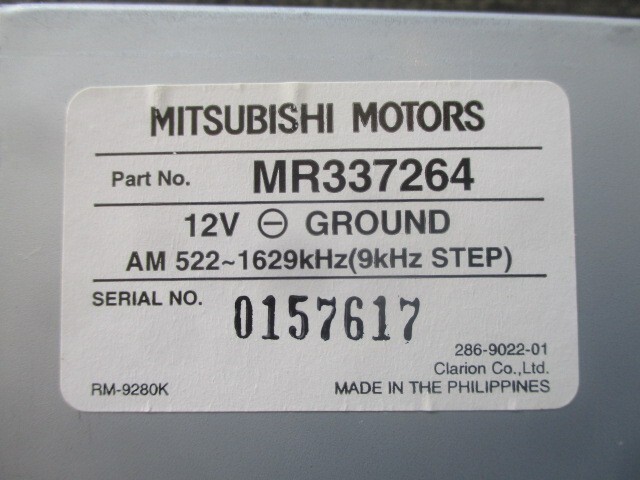 MITSUBISHI MOTORS
Part No. MR337264
12V ⊖ GROUND
AM 522~1629kHz(9kHz STEP)
SERIAL NO. 0157617
286-9022-01
Clarion Co.,Ltd.
RM-9280K MADE IN THE PHILIPPINES